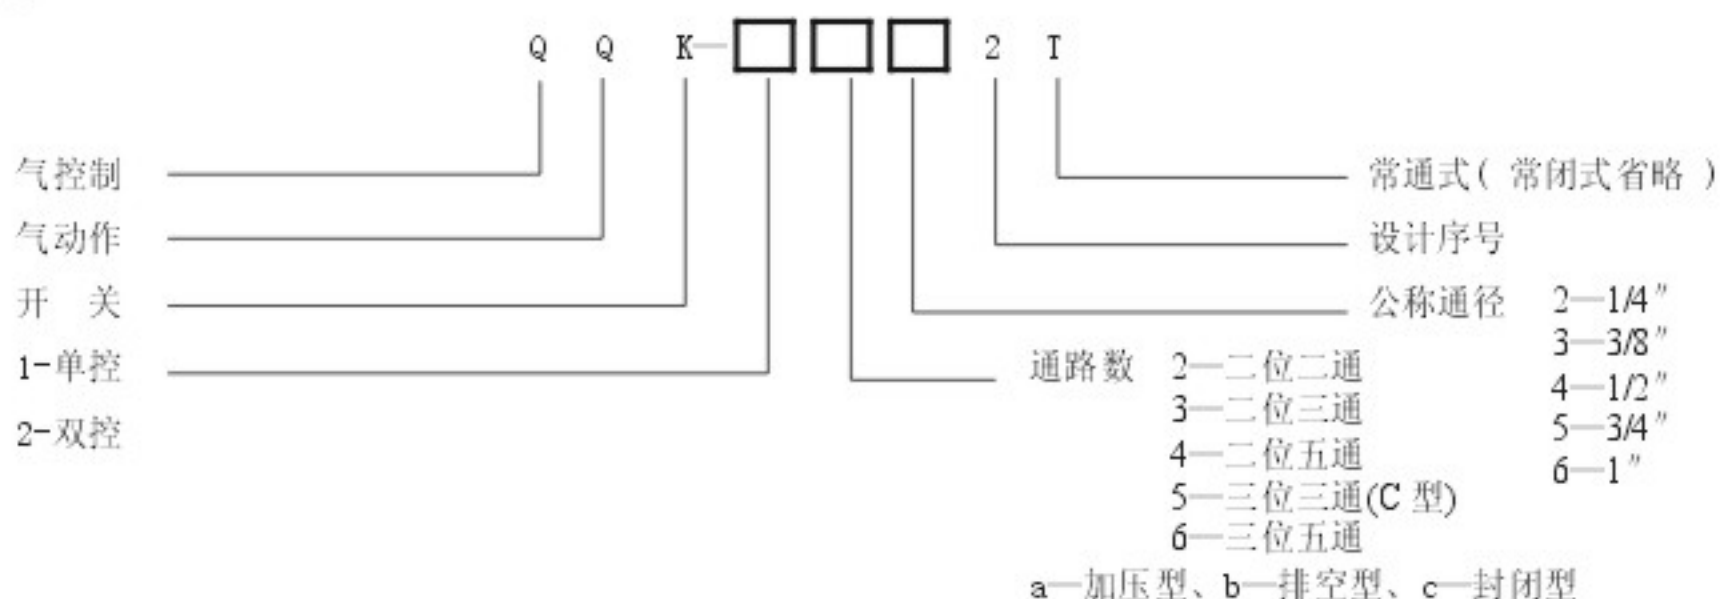 Q Q K—□□□ 2 T
气控制 常通式( 常闭式省略 )
气动作 设计序号
开 关 公称通径 2—1/4″
3—3/8″
1-单控 通路数 2—二位二通 4—1/2″
3—二位三通 5—3/4″
2-双控 4—二位五通 6—1″
5—三位三通(C 型)
6—三位五通
a—加压型、b—排空型、c—封闭型